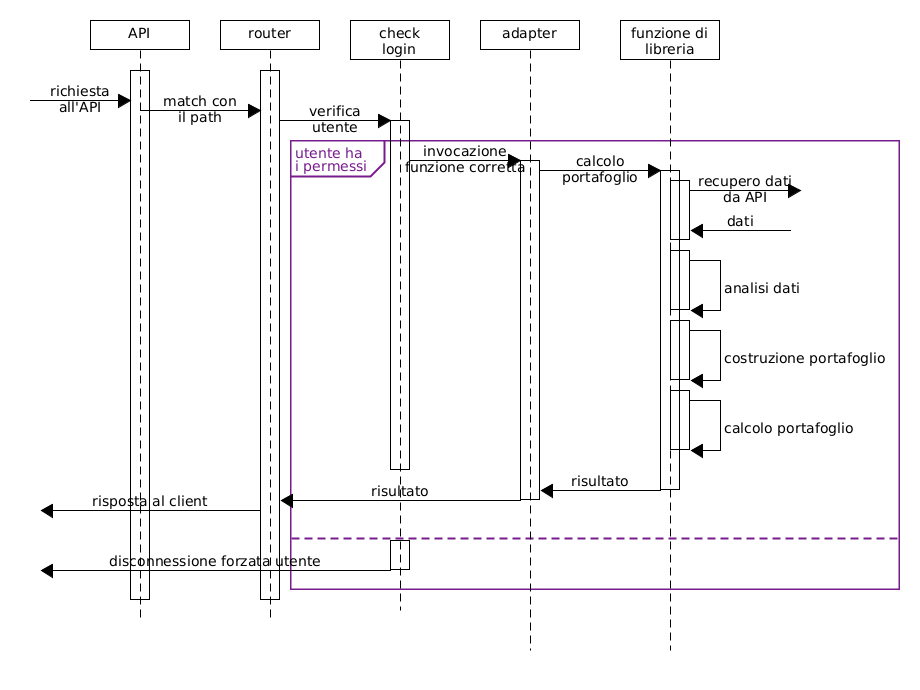 API
router
check
login
adapter
funzione di
libreria
richiesta
all'API
match con
il path
verifica
utente
utente ha
i permessi
invocazione
funzione corretta
calcolo
portafoglio
recupero dati
da API
dati
analisi dati
costruzione portafoglio
calcolo portafoglio
risultato
risultato
risposta al client
disconnessione forzata utente